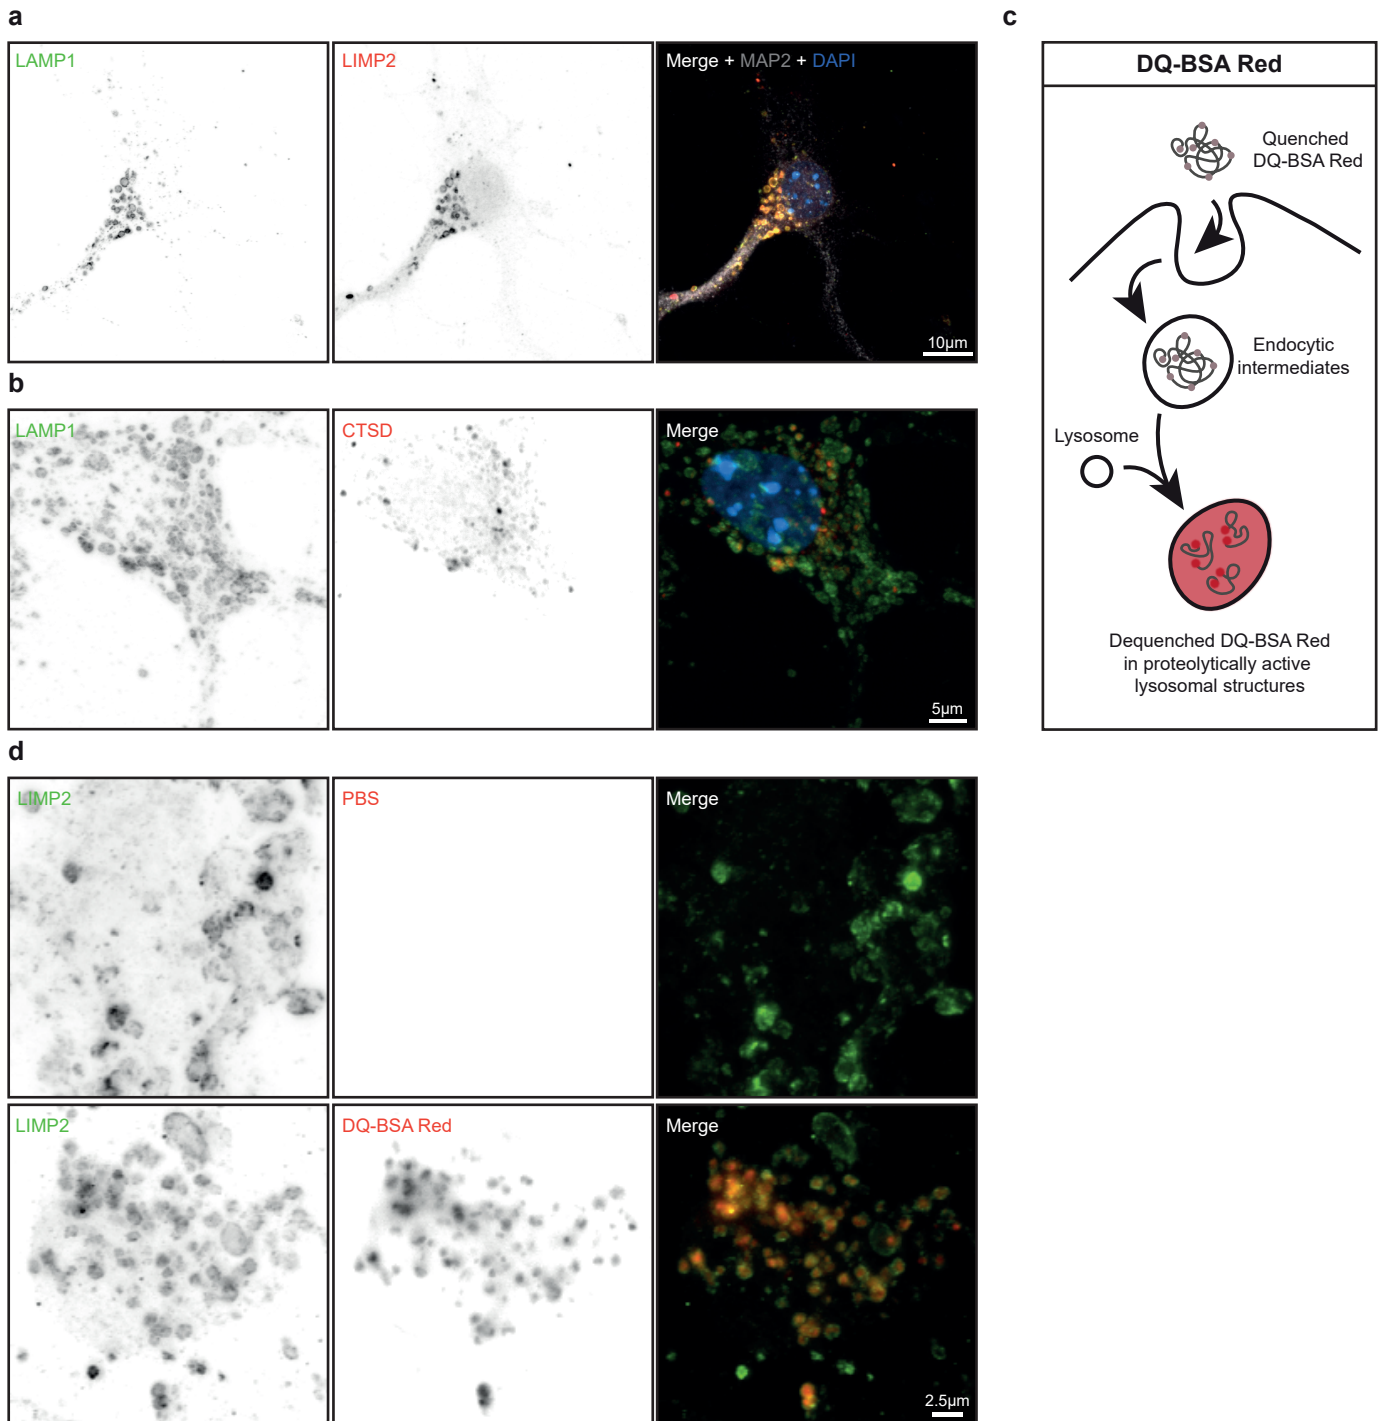 a
LAMP1
LIMP2
Merge + MAP2 + DAPI
10µm
b
LAMP1
CTSD
Merge
5µm
c
DQ-BSA Red
Quenched
DQ-BSA Red
Endocytic
intermediates
Lysosome
Dequenched DQ-BSA Red
in proteolytically active
lysosomal structures
d
LIMP2
PBS
Merge
LIMP2
DQ-BSA Red
Merge
2.5µm